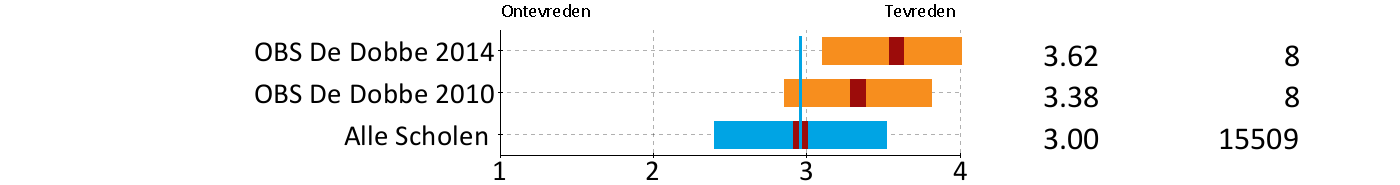 Ontevreden Tevreden
OBS De Dobbe 2014 3.62 8
OBS De Dobbe 2010 3.38 8
Alle Scholen 3.00 15509
1 2 3 4